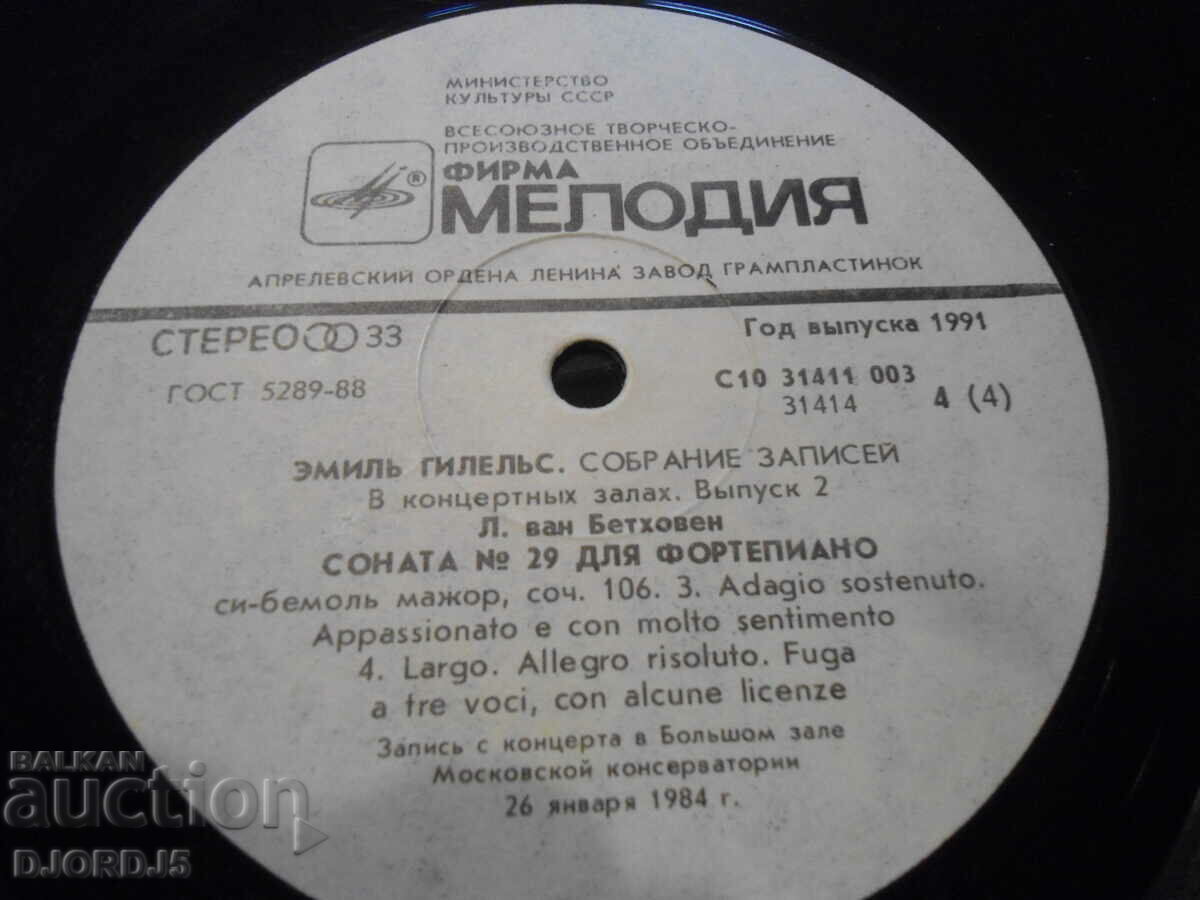 МИНИСТЕРСТВО
КУЛЬТУРЫ СССР
ВСЕСОЮЗНОЕ ТВОРЧЕСКО-
ПРОИЗВОДСТВЕННОЕ ОБЪЕДИНЕНИЕ
ФИРМА
®
МЕЛОДИЯ
АПРЕЛЕВСКИЙ ОРДЕНА ЛЕНИНА ЗАВОД ГРАМПЛАСТИНОК
СТЕРЕО 33
Год выпуска 1991
ГОСТ 5289-88
С10 31411 003
31414 4 (4)
ЭМИЛЬ ГИЛЕЛЬС. СОБРАНИЕ ЗАПИСЕЙ
В концертных залах. Выпуск 2
Л. ван Бетховен
СОНАТА № 29 ДЛЯ ФОРТЕПИАНО
си-бемоль мажор, соч. 106. 3. Adagio sostenuto.
Appassionato e con molto sentimento
4. Largo. Allegro risoluto. Fuga
a tre voci, con alcune licenze
Запись с концерта в Большом зале
Московской консерватории
26 января 1984 г.
BALKAN
auction
DJORDJ5